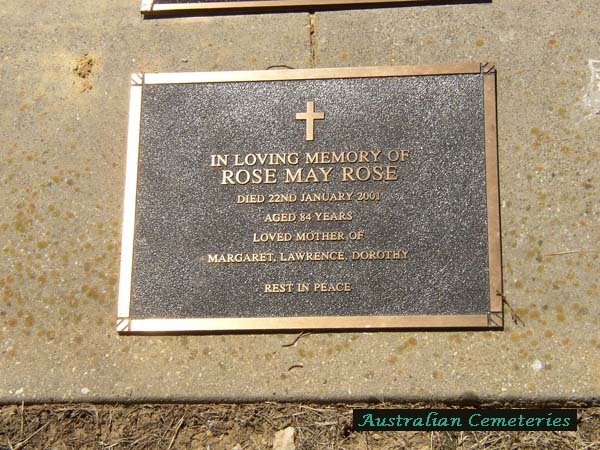 IN LOVING MEMORY OF
ROSE MAY ROSE
DIED 22ND JANUARY 2001
AGED 84 YEARS
LOVED MOTHER OF
MARGARET, LAWRENCE, DOROTHY
REST IN PEACE
Australian Cemeteries